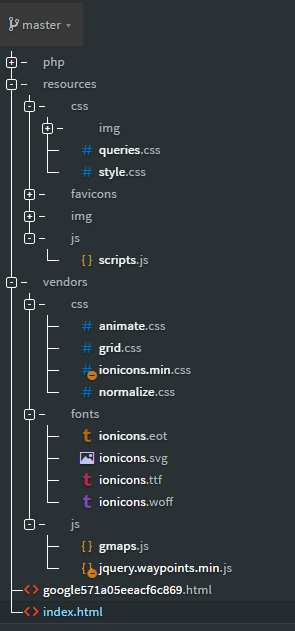 master
php
resources
css
img
queries.css
style.css
favicons
img
js
scripts.js
vendors
css
animate.css
grid.css
ionicons.min.css
normalize.css
fonts
ionicons.eot
ionicons.svg
ionicons.ttf
ionicons.woff
js
gmaps.js
jquery.waypoints.min.js
google571a05eeacf6c869.html
index.html